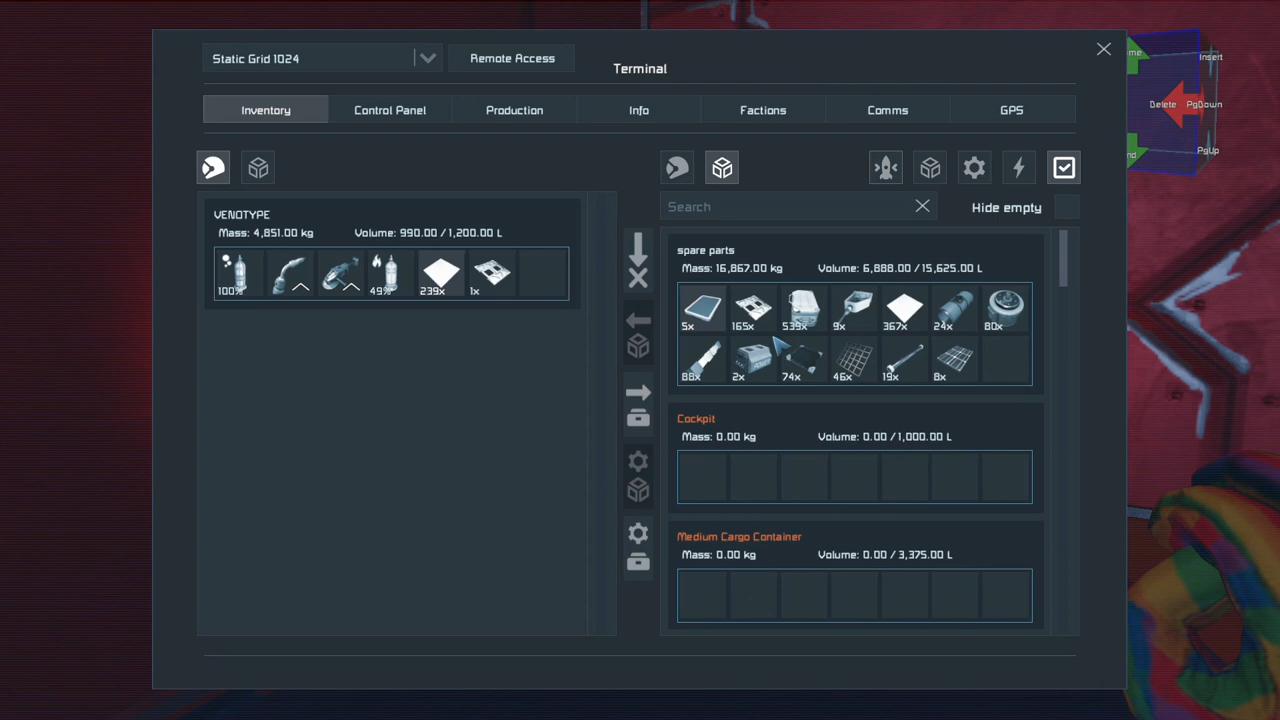 Static Grid 1024
Remote Access
Terminal
me
Insert
Delete
PgDown
nd
PgUp
Inventory
Control Panel
Production
Info
Factions
Comms
GPS
Search
Hide empty
VENOTYPE
Mass: 4,851.00 kg
Volume: 990.00 / 1,200.00 L
100%
49%
239x
1x
spare parts
Mass: 16,867.00 kg
Volume: 6,888.00 / 15,625.00 L
5x
165x
539x
9x
367x
24x
80x
88x
2x
74x
46x
19x
8x
Cockpit
Mass: 0.00 kg
Volume: 0.00 / 1,000.00 L
Medium Cargo Container
Mass: 0.00 kg
Volume: 0.00 / 3,375.00 L